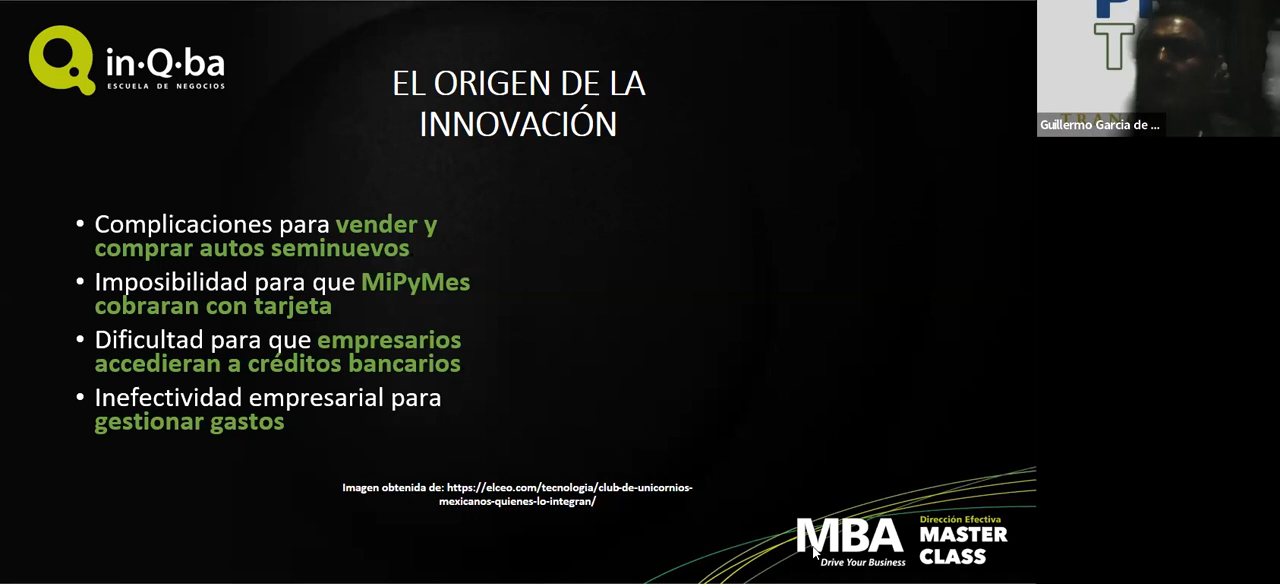 in·Q·ba
ESCUELA DE NEGOCIOS
EL ORIGEN DE LA
INNOVACIÓN
• Complicaciones para vender y
comprar autos seminuevos
• Imposibilidad para que MiPyMes
cobraran con tarjeta
• Dificultad para que empresarios
accedieran a créditos bancarios
• Inefectividad empresarial para
gestionar gastos
Imagen obtenida de: https://elceo.com/tecnologia/club-de-unicornios-
mexicanos-quienes-lo-integran/
MBA
Drive Your Business
Dirección Efectiva
MASTER
CLASS
T
Guillermo Garcia de ...